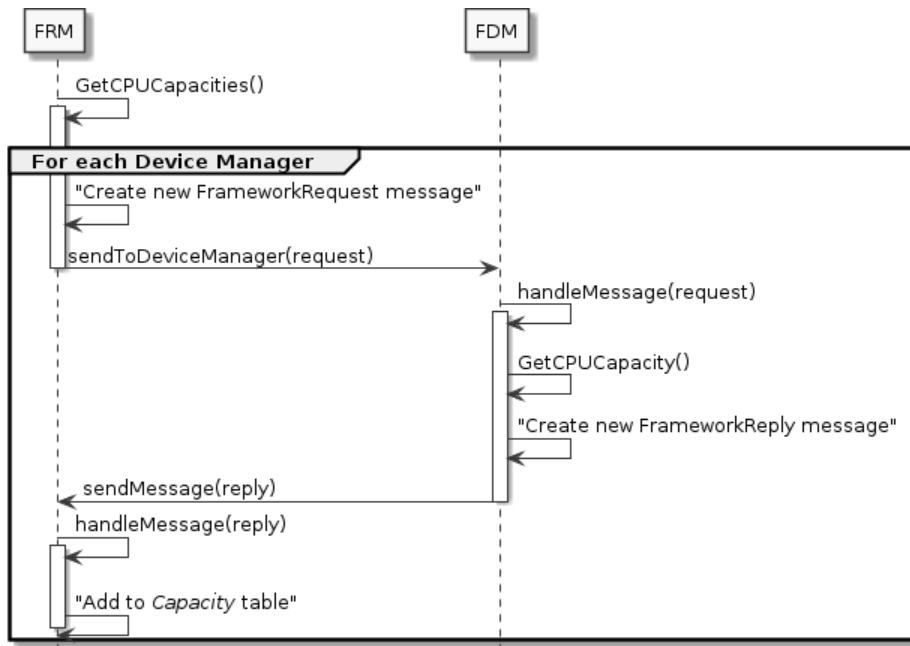 FRM
FDM
GetCPUCapacities()
For each Device Manager
"Create new FrameworkRequest message"
sendToDeviceManager(request)
handleMessage(request)
GetCPUCapacity()
"Create new FrameworkReply message"
sendMessage(reply)
handleMessage(reply)
"Add to Capacity table"